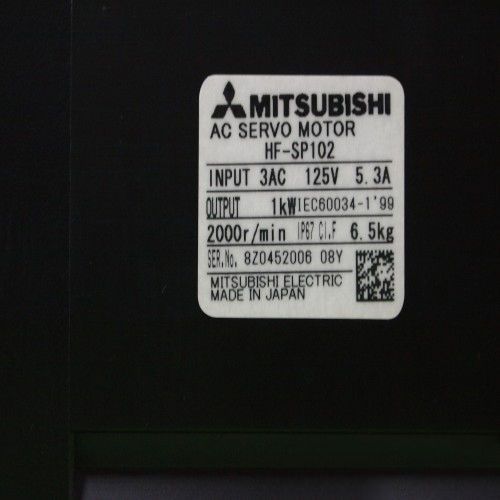 MITSUBISHI
AC SERVO MOTOR
HF-SP102
INPUT 3AC 125V 5.3A
OUTPUT 1kW IEC60034-1'99
2000r/min IP67 Cl.F 6.5kg
SER.No. 8Z0452006 08Y
MITSUBISHI ELECTRIC
MADE IN JAPAN